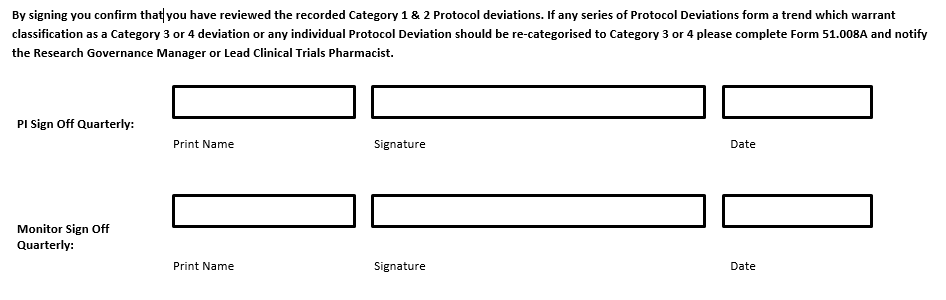 By signing you confirm that you have reviewed the recorded Category 1 & 2 Protocol deviations. If any series of Protocol Deviations form a trend which warrant
classification as a Category 3 or 4 deviation or any individual Protocol Deviation should be re-categorised to Category 3 or 4 please complete Form 51.008A and notify
the Research Governance Manager or Lead Clinical Trials Pharmacist.
PI Sign Off Quarterly:
Print Name Signature Date
Monitor Sign Off
Quarterly:
Print Name Signature Date